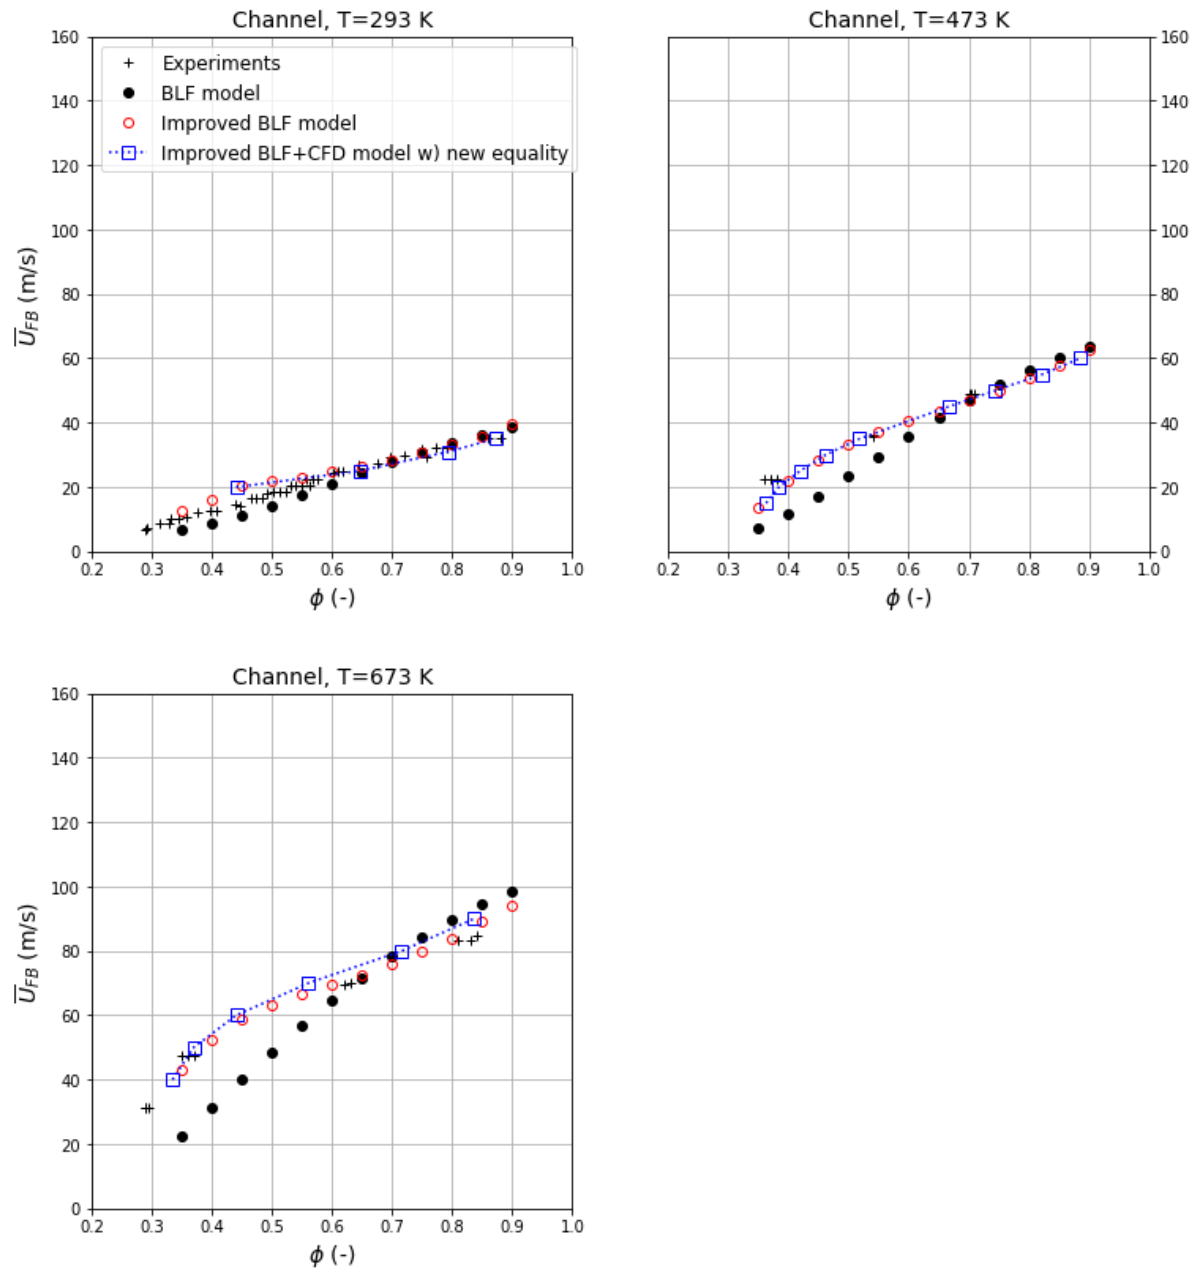 Channel, T=293 K
160
140
120
100
80
60
40
20
0
Experiments
BLF model
Improved BLF model
Improved BLF+CFD model w) new equality
0.2 0.3 0.4 0.5 0.6 0.7 0.8 0.9 1.0
U̅_FB (m/s)
ϕ (-)
Channel, T=473 K
160
140
120
100
80
60
40
20
0
0.2 0.3 0.4 0.5 0.6 0.7 0.8 0.9 1.0
ϕ (-)
Channel, T=673 K
160
140
120
100
80
60
40
20
0
0.2 0.3 0.4 0.5 0.6 0.7 0.8 0.9 1.0
U̅_FB (m/s)
ϕ (-)